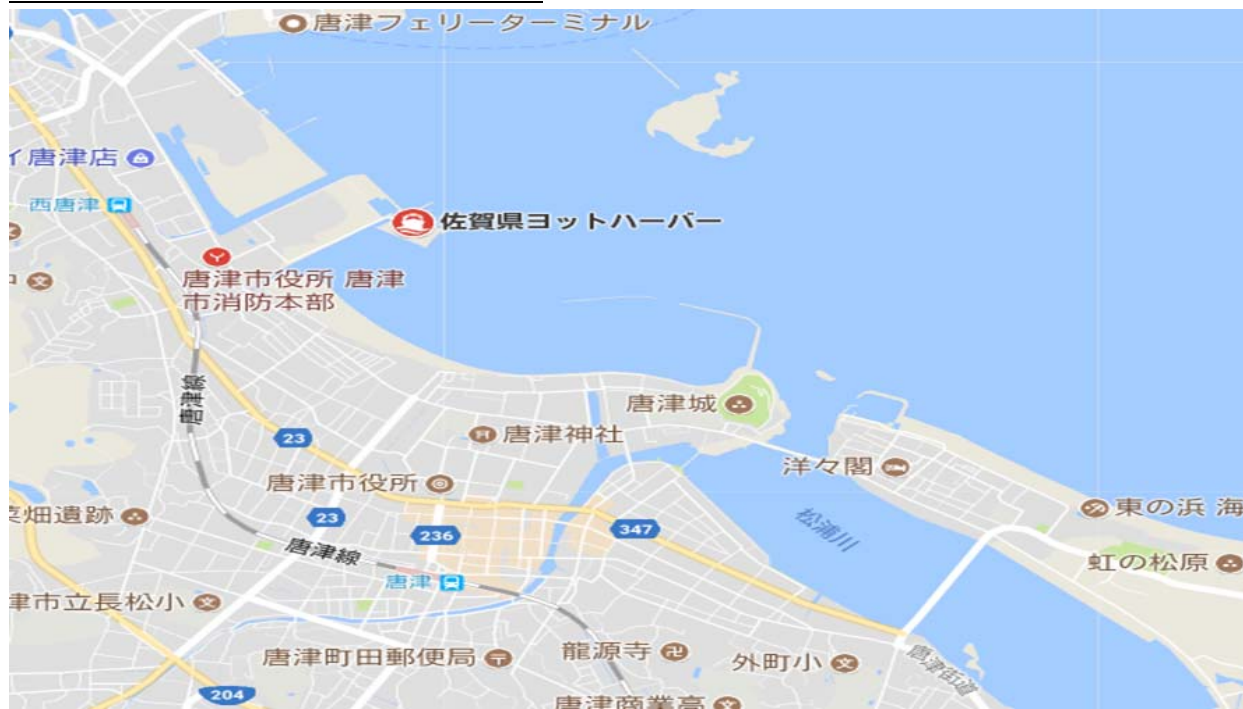 唐津フェリーターミナル
イ唐津店
西唐津
佐賀県ヨットハーバー
唐津市役所 唐津
市消防本部
唐津線
唐津城
23
唐津神社
洋々閣
唐津市役所
菜畑遺跡
23
236
347
松浦川
東の浜 海
唐津線
虹の松原
唐津
津市立長松小
唐津町田郵便局
龍源寺
外町小
唐津街道
204
唐津商業高